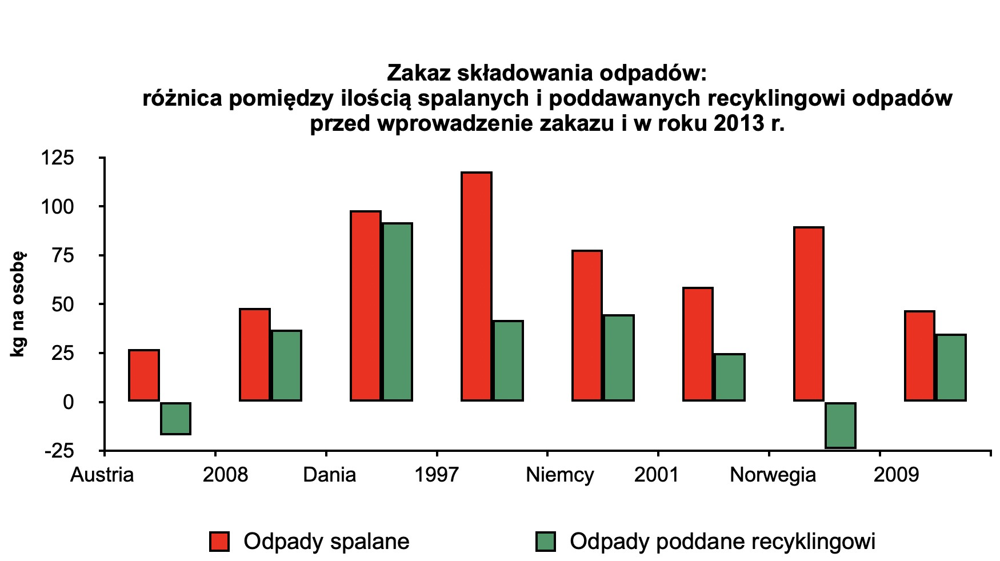 Zakaz składowania odpadów:
różnica pomiędzy ilością spalanych i poddawanych recyklingowi odpadów
przed wprowadzenie zakazu i w roku 2013 r.
kg na osobę
125
100
75
50
25
0
-25
Austria 2008 Dania 1997 Niemcy 2001 Norwegia 2009
Odpady spalane Odpady poddane recyklingowi